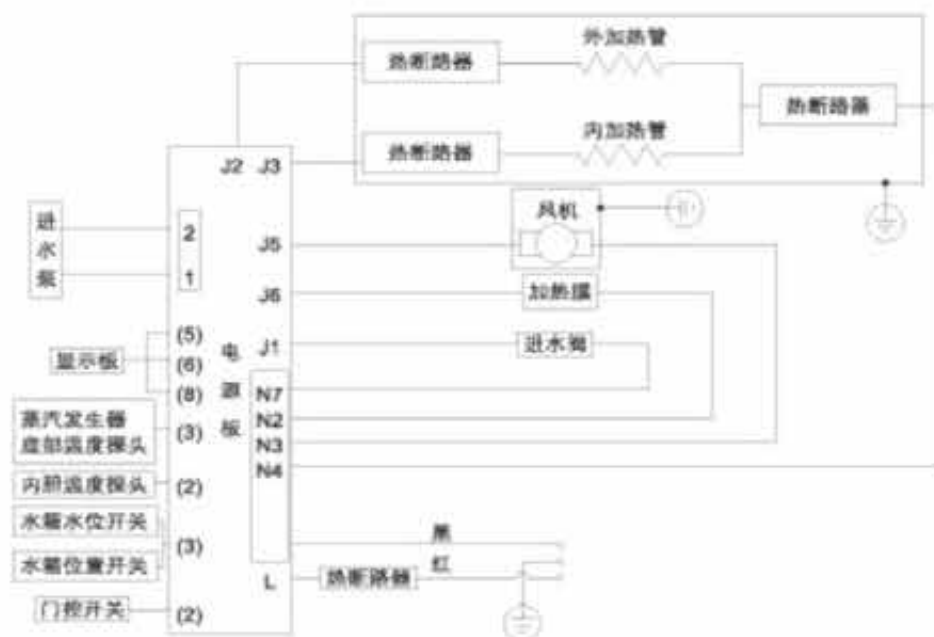 外加热管
热断路器
热断路器
内加热管
热断路器
J2 J3
风机
进水泵
2
J5
1
加热膜
J6
(5)
J1
进水阀
显示板
(6)
电源板
(8)
N7
蒸汽发生器
底部温度探头
(3)
N2
N3
N4
内胆温度探头
(2)
水箱水位开关
黑
(3)
红
水箱位置开关
L
热断路器
门控开关
(2)